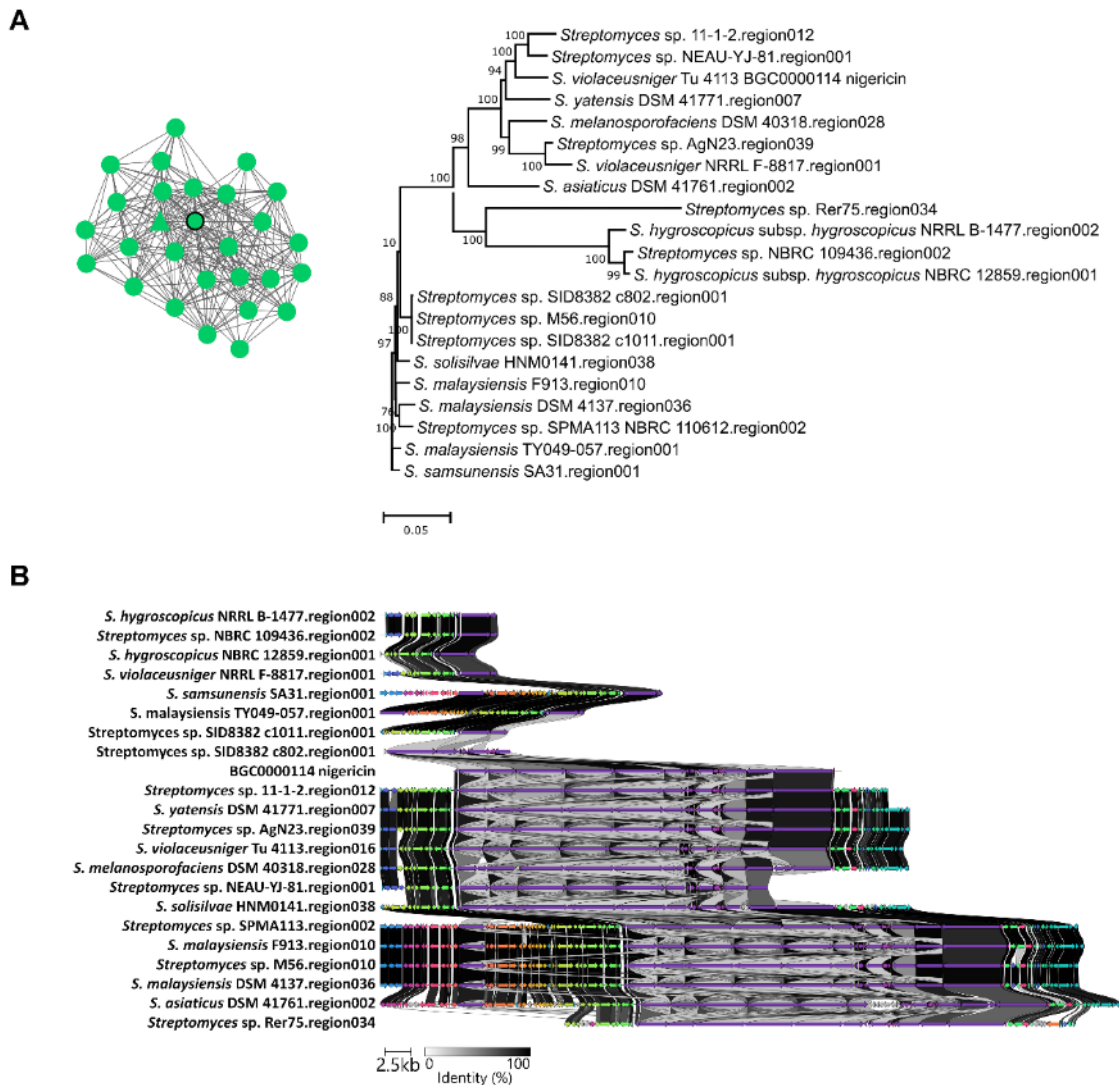 A
Streptomyces sp. 11-1-2.region012
Streptomyces sp. NEAU-YJ-81.region001
S. violaceusniger Tu 4113 BGC0000114 nigericin
S. yatensis DSM 41771.region007
S. melanosporofaciens DSM 40318.region028
Streptomyces sp. AgN23.region039
S. violaceusniger NRRL F-8817.region001
S. asiaticus DSM 41761.region002
Streptomyces sp. Rer75.region034
S. hygroscopicus subsp. hygroscopicus NRRL B-1477.region002
Streptomyces sp. NBRC 109436.region002
S. hygroscopicus subsp. hygroscopicus NBRC 12859.region001
Streptomyces sp. SID8382 c802.region001
Streptomyces sp. M56.region010
Streptomyces sp. SID8382 c1011.region001
S. solisilvae HNM0141.region038
S. malaysiensis F913.region010
S. malaysiensis DSM 4137.region036
Streptomyces sp. SPMA113 NBRC 110612.region002
S. malaysiensis TY049-057.region001
S. samsunensis SA31.region001
100
100
94
100
99
100
98
100
100
100
99
10
88
100
97
76
100
0.05
B
S. hygroscopicus NRRL B-1477.region002
Streptomyces sp. NBRC 109436.region002
S. hygroscopicus NBRC 12859.region001
S. violaceusniger NRRL F-8817.region001
S. samsunensis SA31.region001
S. malaysiensis TY049-057.region001
Streptomyces sp. SID8382 c1011.region001
Streptomyces sp. SID8382 c802.region001
BGC0000114 nigericin
Streptomyces sp. 11-1-2.region012
S. yatensis DSM 41771.region007
Streptomyces sp. AgN23.region039
S. violaceusniger Tu 4113.region016
S. melanosporofaciens DSM 40318.region028
Streptomyces sp. NEAU-YJ-81.region001
S. solisilvae HNM0141.region038
Streptomyces sp. SPMA113.region002
S. malaysiensis F913.region010
Streptomyces sp. M56.region010
S. malaysiensis DSM 4137.region036
S. asiaticus DSM 41761.region002
Streptomyces sp. Rer75.region034
2.5kb
0 100
Identity (%)